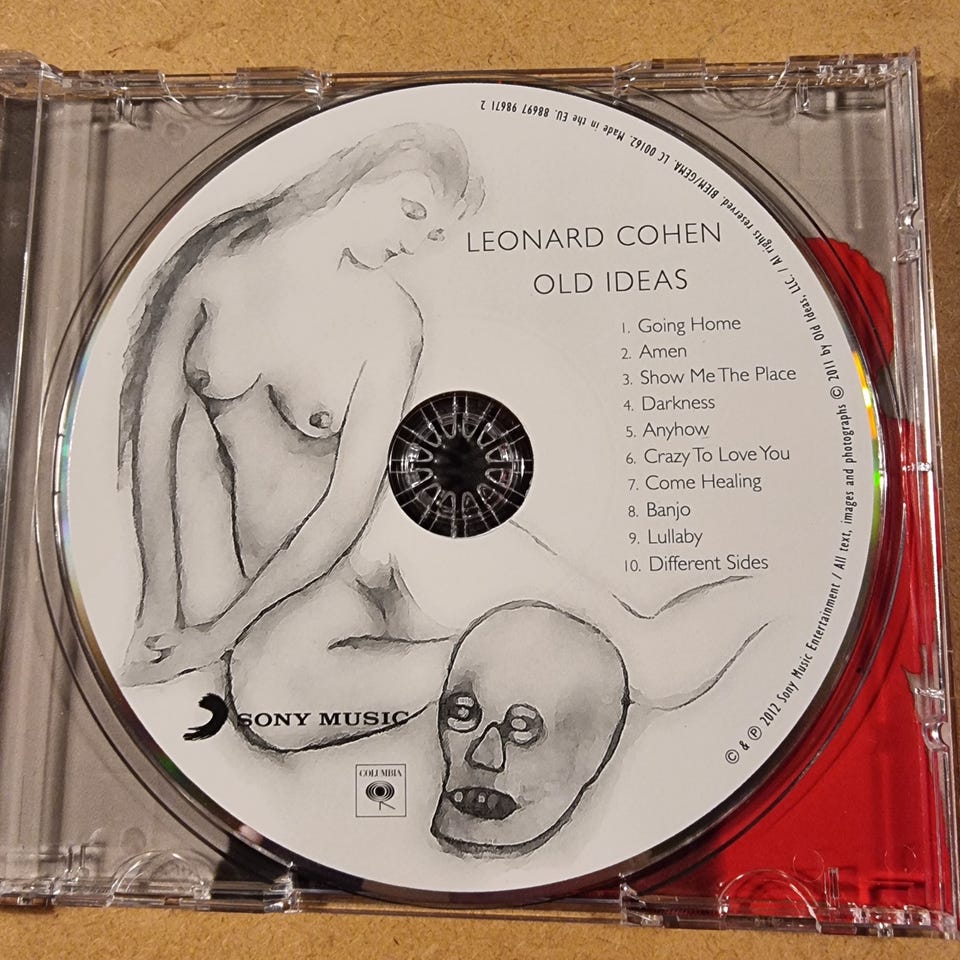 LEONARD COHEN
OLD IDEAS
1. Going Home
2. Amen
3. Show Me The Place
4. Darkness
5. Anyhow
6. Crazy To Love You
7. Come Healing
8. Banjo
9. Lullaby
10. Different Sides
SONY MUSIC
COLUMBIA
© & ℗ 2012 Sony Music Entertainment / All text, images and photographs © 2011 by Old Ideas, LLC. / Al rights reserved. BIEM/GEMA. LC 00162. Made in the EU. 88697 98671 2